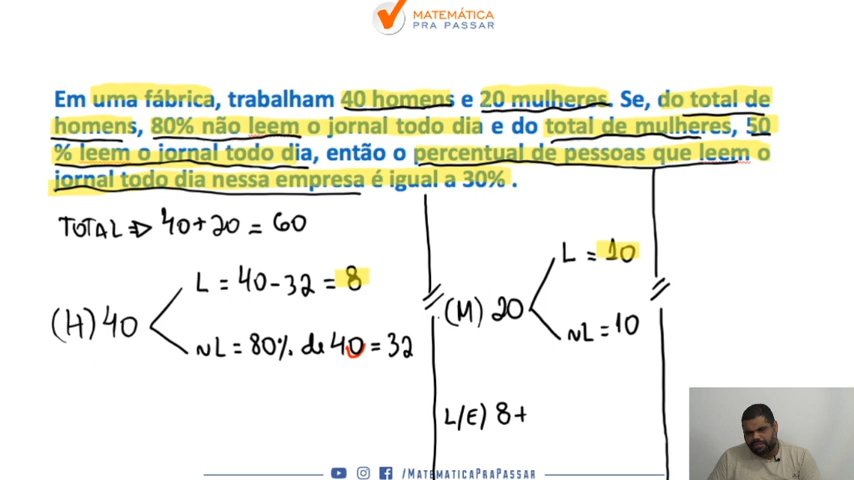 MATEMÁTICA
PRA PASSAR
Em uma fábrica, trabalham 40 homens e 20 mulheres. Se, do total de
homens, 80% não leem o jornal todo dia e do total de mulheres, 50
% leem o jornal todo dia, então o percentual de pessoas que leem o
jornal todo dia nessa empresa é igual a 30% .
TOTAL ⇒ 40+20 = 60
(H) 40
L = 40-32 = 8
NL = 80% de 40 = 32
(M) 20
L = 10
NL = 10
L/E) 8+
/MatematicaPraPassar